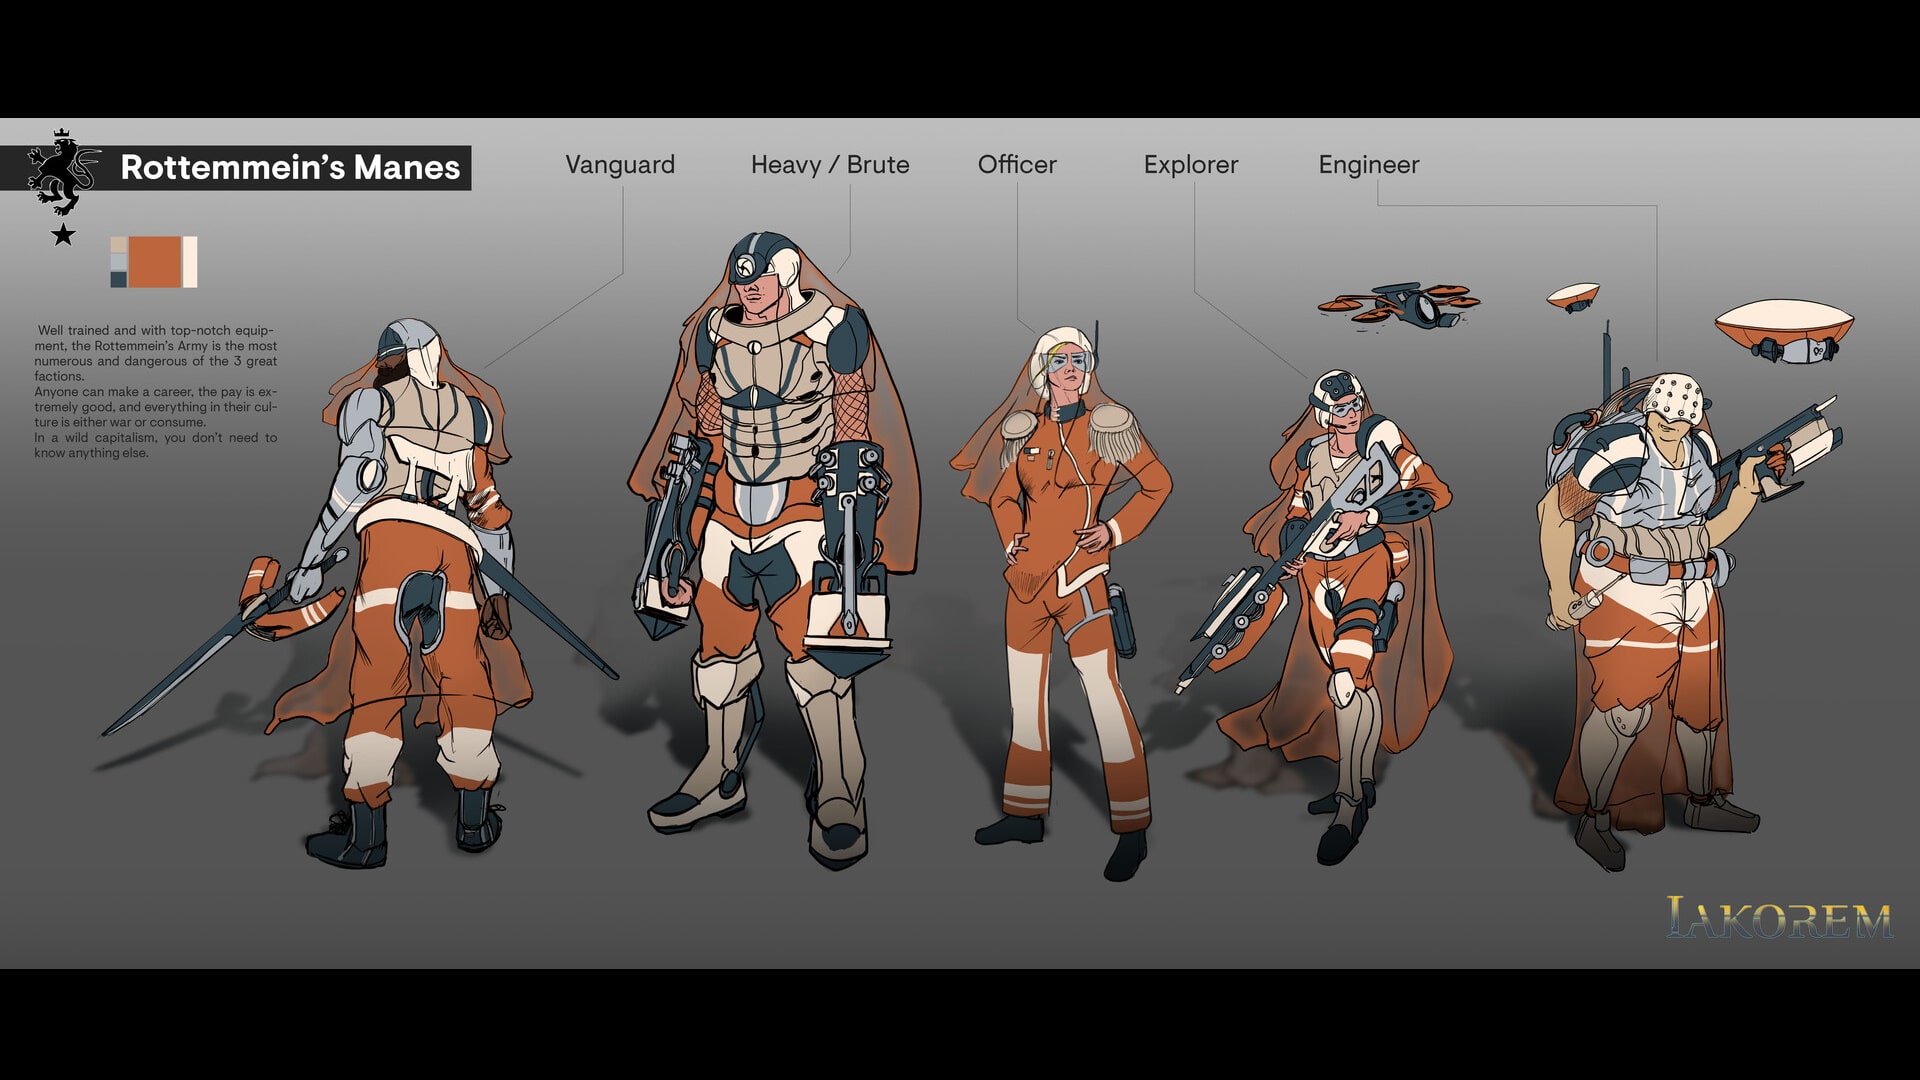 Rottemmein's Manes
Vanguard
Heavy / Brute
Officer
Explorer
Engineer
Well trained and with top-notch equip-
ment, the Rottemmein's Army is the most
numerous and dangerous of the 3 great
factions.
Anyone can make a career, the pay is ex-
tremely good, and everything in their cul-
ture is either war or consume.
In a wild capitalism, you don't need to
know anything else.
IAKOREM